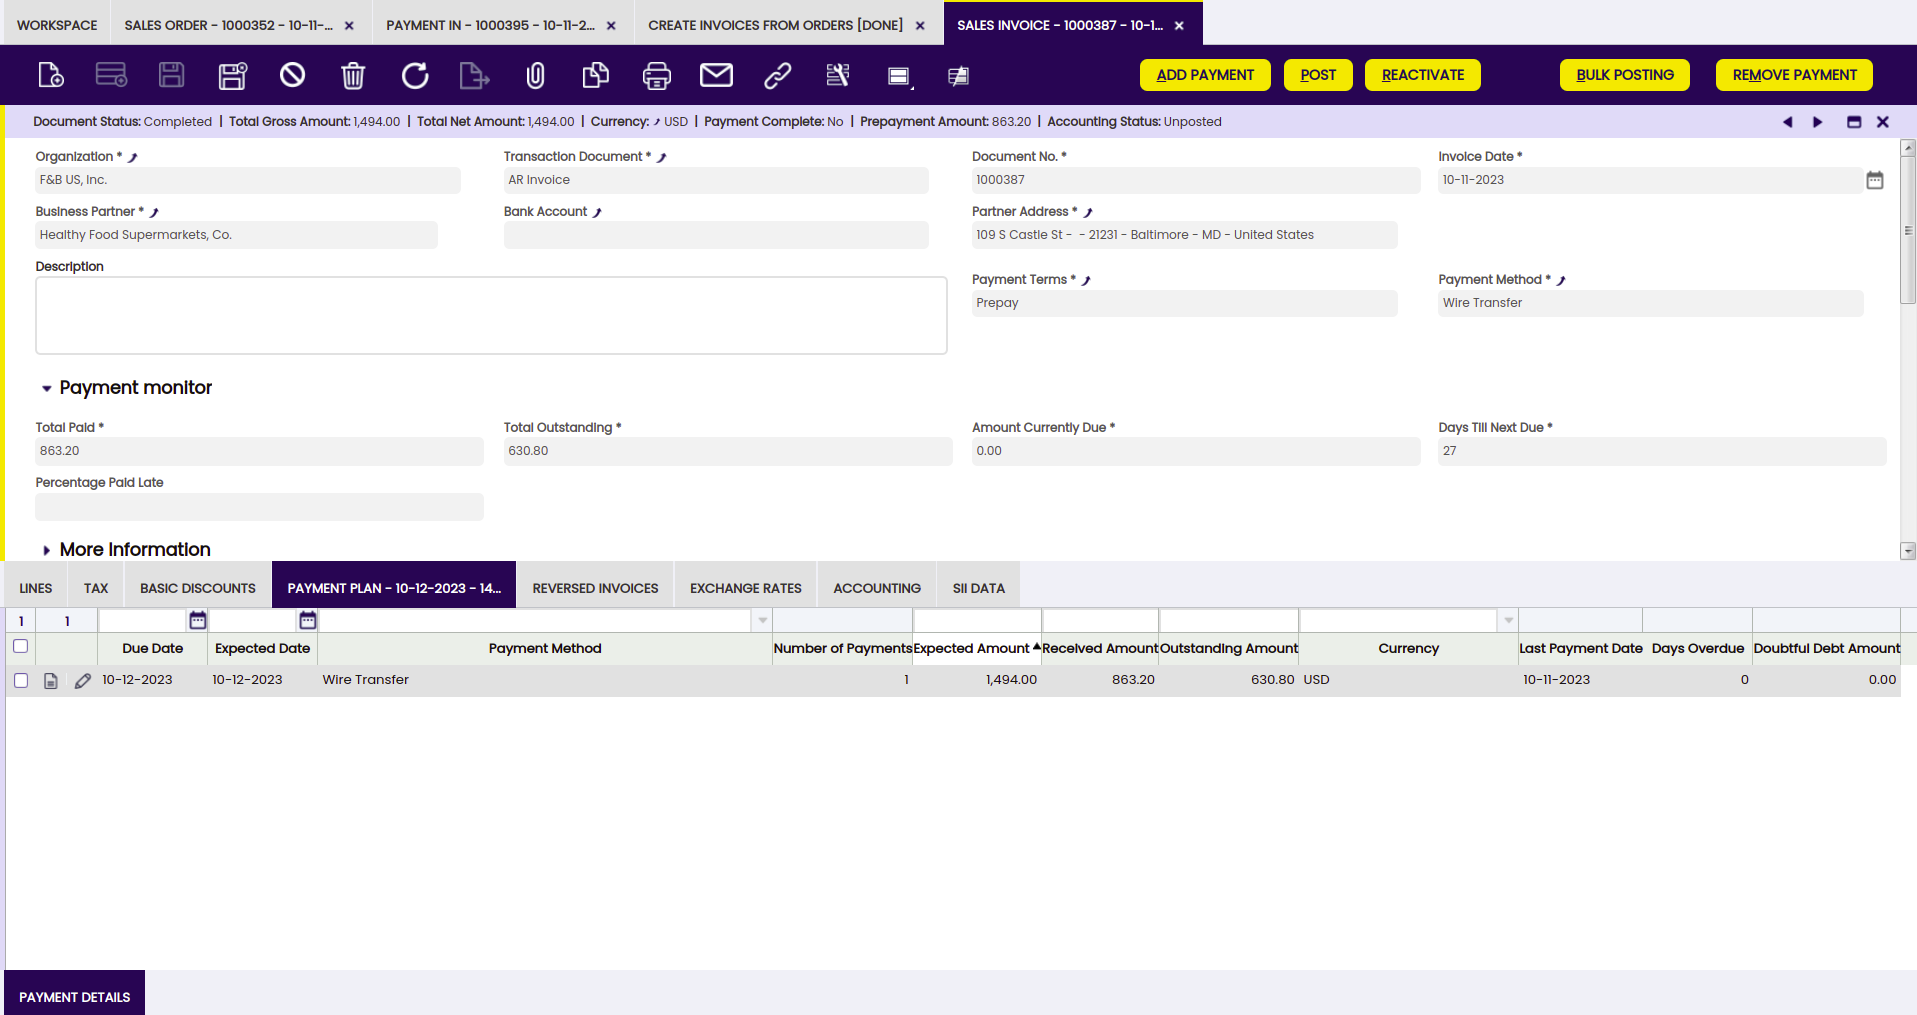 WORKSPACE
SALES ORDER - 1000352 - 10-11-...
PAYMENT IN - 1000395 - 10-11-2...
CREATE INVOICES FROM ORDERS [DONE]
SALES INVOICE - 1000387 - 10-1...
ADD PAYMENT
POST
REACTIVATE
BULK POSTING
REMOVE PAYMENT
Document Status: Completed | Total Gross Amount: 1,494.00 | Total Net Amount: 1,494.00 | Currency: USD | Payment Complete: No | Prepayment Amount: 863.20 | Accounting Status: Unposted
Organization * Transaction Document * Document No. * Invoice Date *
F&B US, Inc. AR Invoice 1000387 10-11-2023
Business Partner * Bank Account Partner Address *
Healthy Food Supermarkets, Co. 109 S Castle St - - 21231 - Baltimore - MD - United States
Description
Payment Terms * Payment Method *
Prepay Wire Transfer
Payment monitor
Total Paid * Total Outstanding * Amount Currently Due * Days Till Next Due *
863.20 630.80 0.00 27
Percentage Paid Late
More Information
LINES TAX BASIC DISCOUNTS PAYMENT PLAN - 10-12-2023 - 14... REVERSED INVOICES EXCHANGE RATES ACCOUNTING SII DATA
1 1
Due Date Expected Date Payment Method Number of Payments Expected Amount Received Amount Outstanding Amount Currency Last Payment Date Days Overdue Doubtful Debt Amount
10-12-2023 10-12-2023 Wire Transfer 1 1,494.00 863.20 630.80 USD 10-11-2023 0 0.00
PAYMENT DETAILS